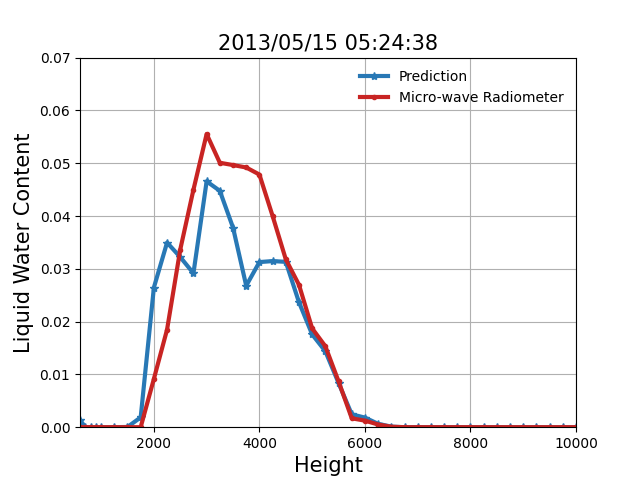 2013/05/15 05:24:38
Prediction
Micro-wave Radiometer
Liquid Water Content
0.07
0.06
0.05
0.04
0.03
0.02
0.01
0.00
2000 4000 6000 8000 10000
Height